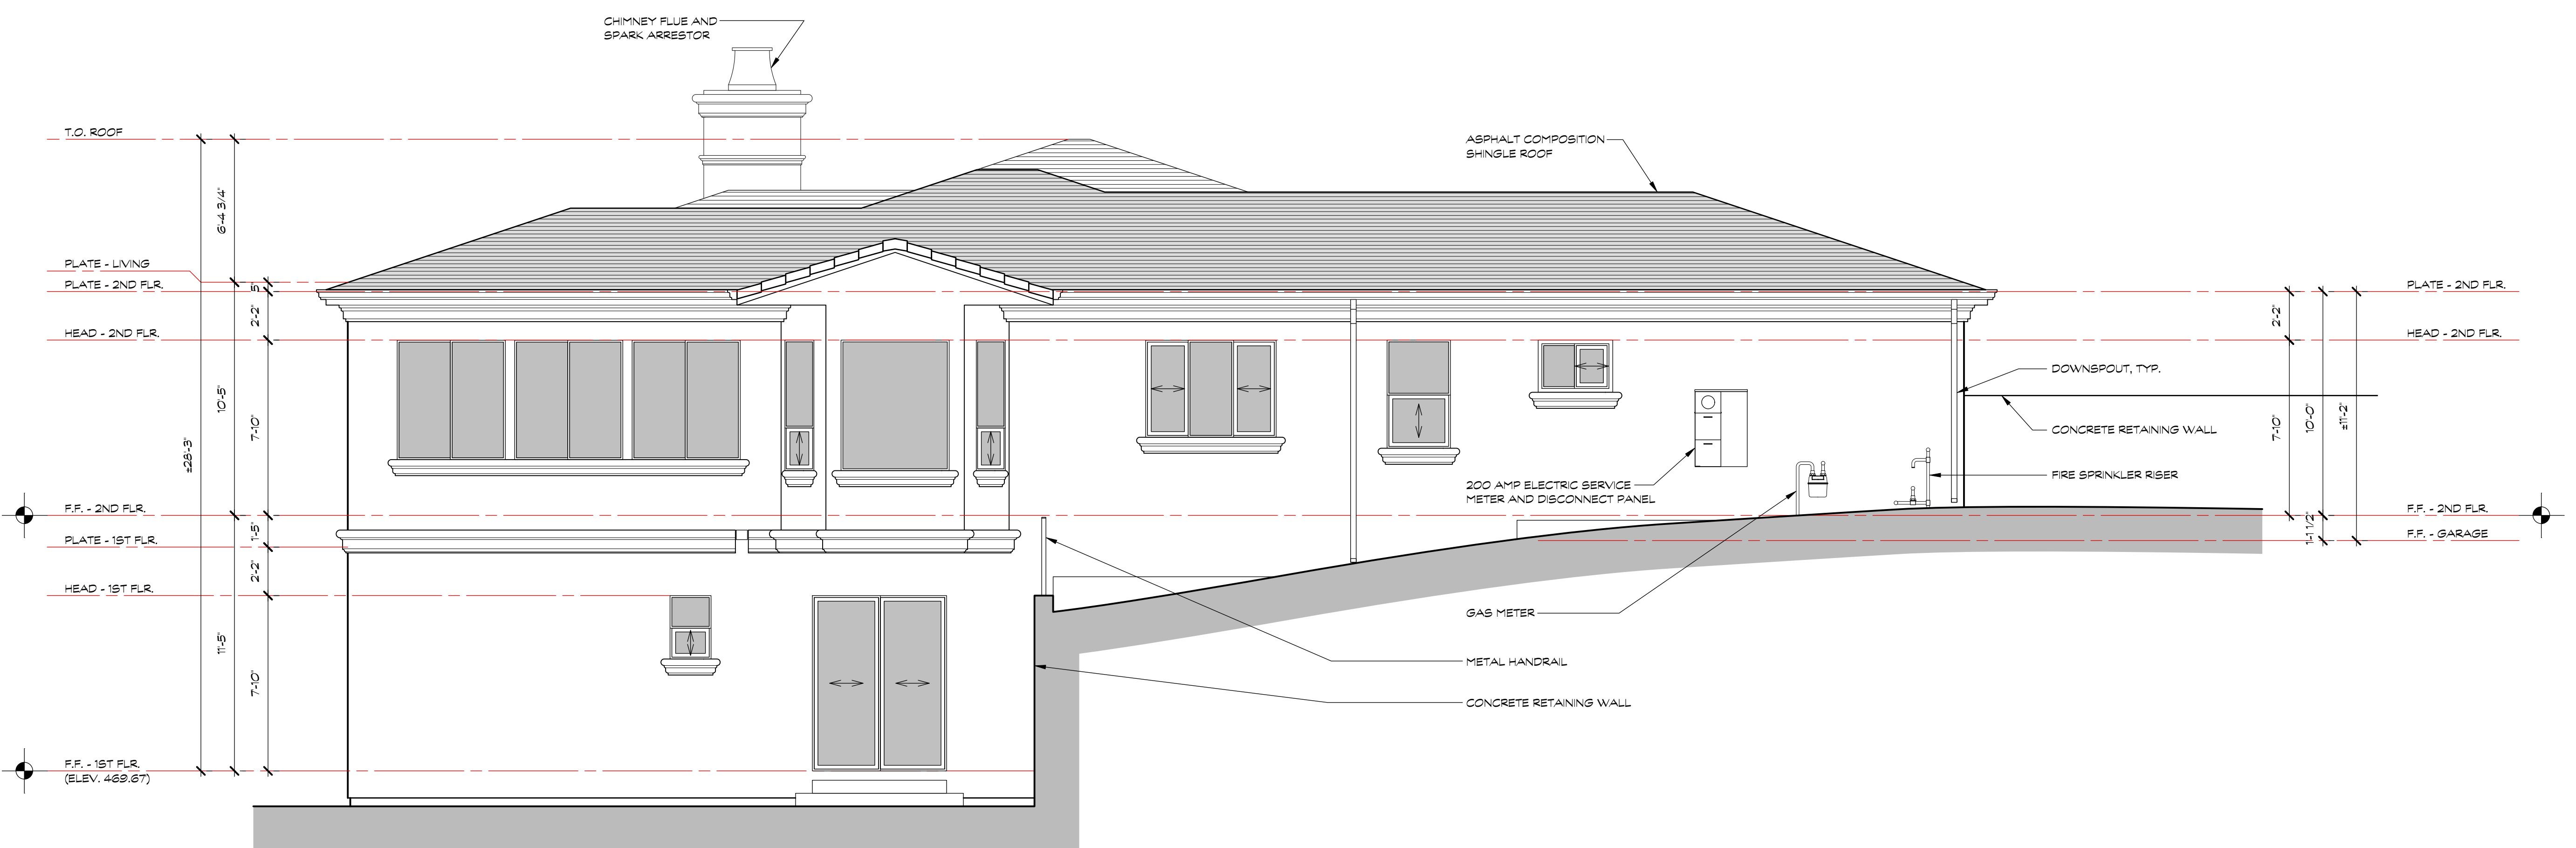 CHIMNEY FLUE AND
SPARK ARRESTOR
T.O. ROOF
ASPHALT COMPOSITION
SHINGLE ROOF
6'-4 3/4"
PLATE - LIVING
PLATE - 2ND FLR.
5"
2'-2"
HEAD - 2ND FLR.
10'-5"
7'-10"
±28'-3"
F.F. - 2ND FLR.
1'-5"
PLATE - 1ST FLR.
2'-2"
HEAD - 1ST FLR.
11'-5"
7'-10"
F.F. - 1ST FLR.
(ELEV. 469.67)
200 AMP ELECTRIC SERVICE
METER AND DISCONNECT PANEL
GAS METER
METAL HANDRAIL
CONCRETE RETAINING WALL
DOWNSPOUT, TYP.
CONCRETE RETAINING WALL
FIRE SPRINKLER RISER
PLATE - 2ND FLR.
2'-2"
HEAD - 2ND FLR.
7'-10"
10'-0"
±11'-2"
F.F. - 2ND FLR.
1'-1 1/2"
F.F. - GARAGE